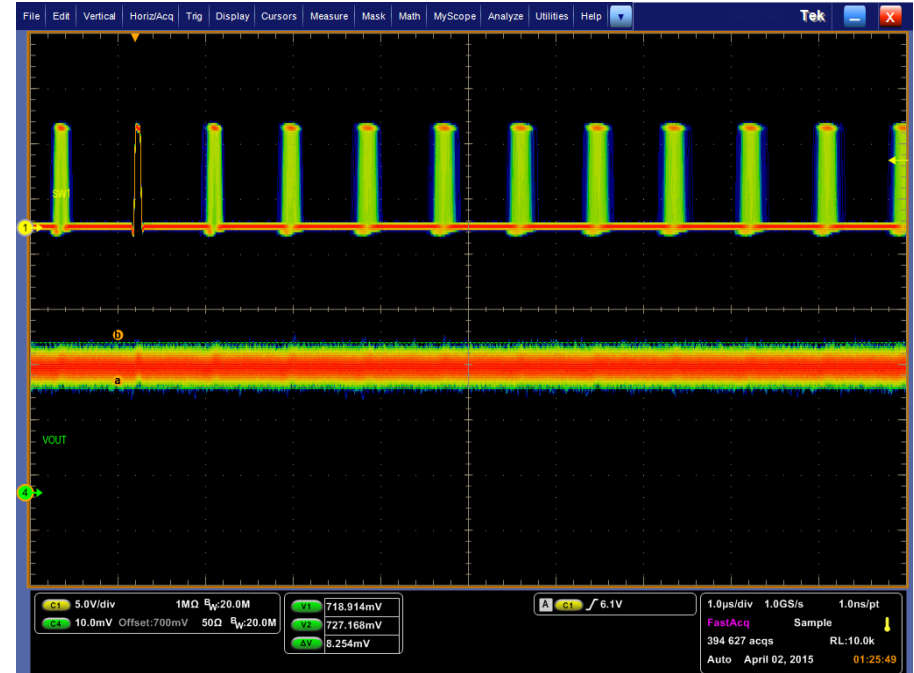 File Edit Vertical Horiz/Acq Trig Display Cursors Measure Mask Math MyScope Analyze Utilities Help Tek X
SW1
1
b
a
VOUT
4
C1 5.0V/div 1MΩ BW:20.0M
C4 10.0mV Offset:700mV 50Ω BW:20.0M
V1 718.914mV
V2 727.168mV
ΔV 8.254mV
A C1 6.1V
1.0µs/div 1.0GS/s 1.0ns/pt
FastAcq Sample
394 627 acqs RL:10.0k
Auto April 02, 2015 01:25:49